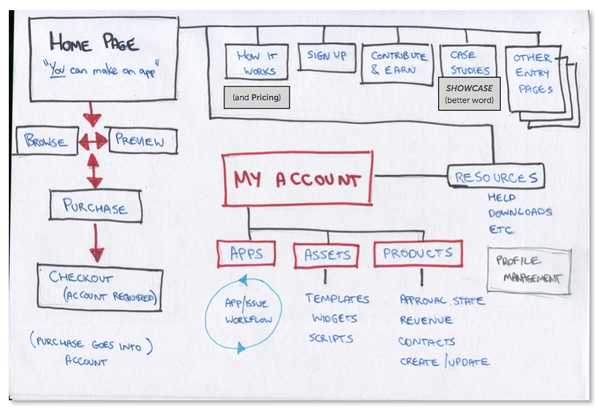 HOME PAGE
"You can make an app"
HOW IT
WORKS
(and Pricing)
SIGN UP
CONTRIBUTE
& EARN
CASE
STUDIES
SHOWCASE
(better word)
OTHER
ENTRY
PAGES
BROWSE
PREVIEW
PURCHASE
CHECKOUT
(ACCOUNT REQUIRED)
(PURCHASE GOES INTO)
ACCOUNT
MY ACCOUNT
RESOURCES
HELP
DOWNLOADS
ETC.
APPS
APP/ISSUE
WORKFLOW
ASSETS
TEMPLATES
WIDGETS
SCRIPTS
PRODUCTS
APPROVAL STATE
REVENUE
CONTACTS
CREATE/UPDATE
PROFILE
MANAGEMENT